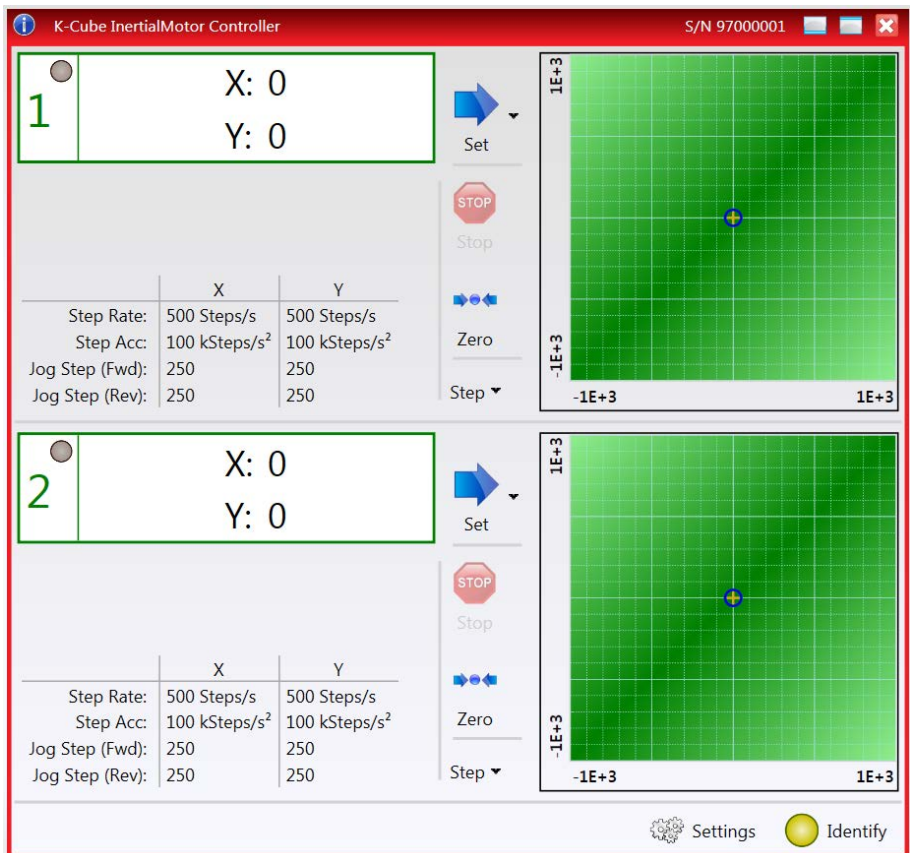 K-Cube InertialMotor Controller S/N 97000001
1
X: 0
Y: 0
Set
STOP
Stop
Zero
Step
X Y
Step Rate: 500 Steps/s 500 Steps/s
Step Acc: 100 kSteps/s² 100 kSteps/s²
Jog Step (Fwd): 250 250
Jog Step (Rev): 250 250
1E+3
-1E+3
-1E+3 1E+3
2
X: 0
Y: 0
Set
STOP
Stop
Zero
Step
X Y
Step Rate: 500 Steps/s 500 Steps/s
Step Acc: 100 kSteps/s² 100 kSteps/s²
Jog Step (Fwd): 250 250
Jog Step (Rev): 250 250
1E+3
-1E+3
-1E+3 1E+3
Settings Identify